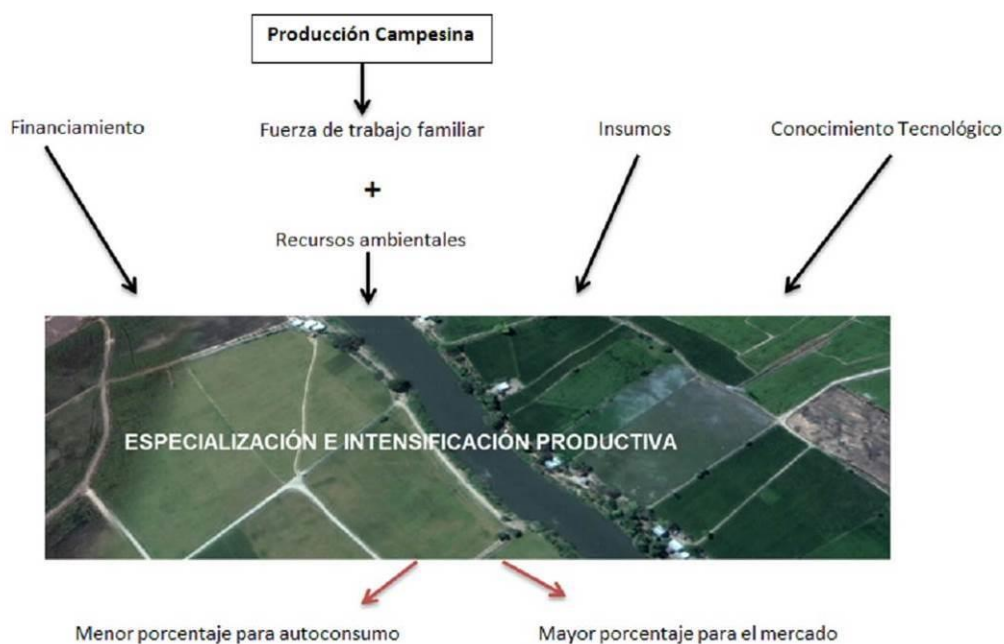 Producción Campesina
Financiamiento
Fuerza de trabajo familiar
Insumos
Conocimiento Tecnológico
+
Recursos ambientales
ESPECIALIZACIÓN E INTENSIFICACIÓN PRODUCTIVA
Menor porcentaje para autoconsumo
Mayor porcentaje para el mercado